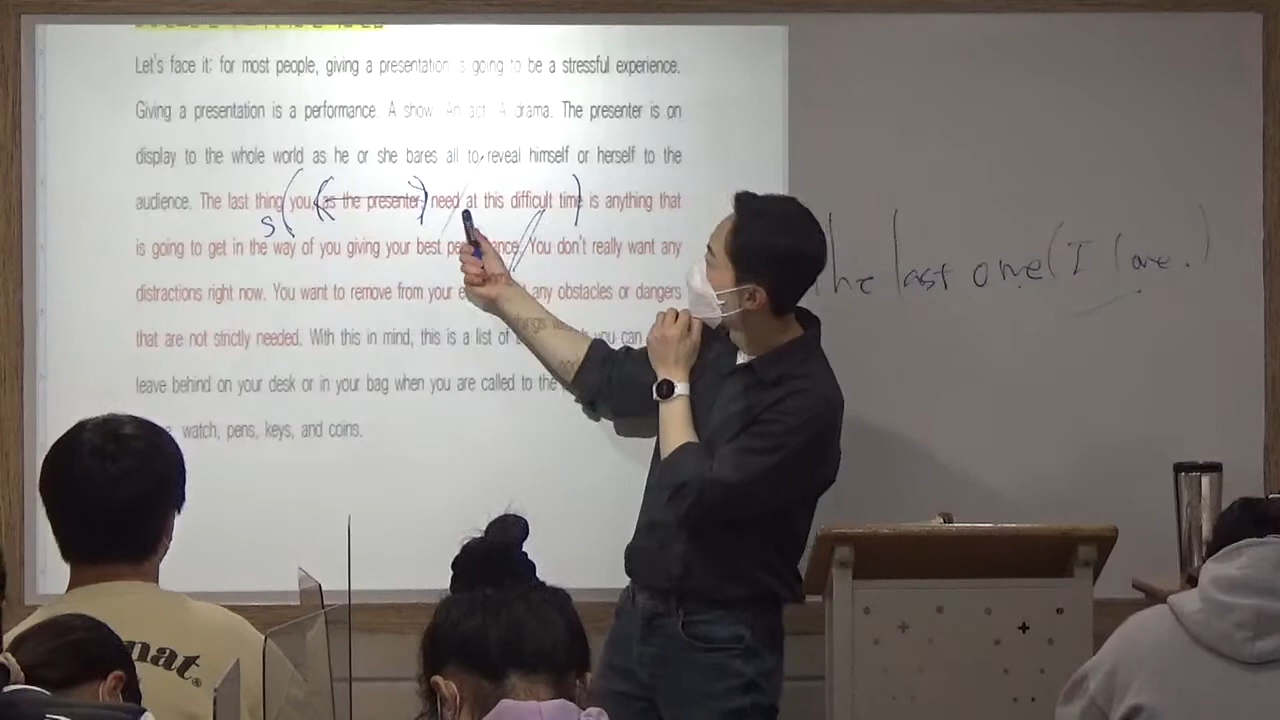 Let's face it: for most people, giving a presentation is going to be a stressful experience.
Giving a presentation is a performance. A show. An act. A drama. The presenter is on
display to the whole world as he or she bares all to reveal himself or herself to the
audience. The last thing you, as the presenter, need at this difficult time is anything that
is going to get in the way of you giving your best You don't really want any
distractions right now. You want to remove from your any obstacles or dangers
that are not strictly needed. With this in mind, this is a list of things you can
leave behind on your desk or in your bag when you are called to the
watch, pens, keys, and coins.
S
the last one (I love.)
nat.